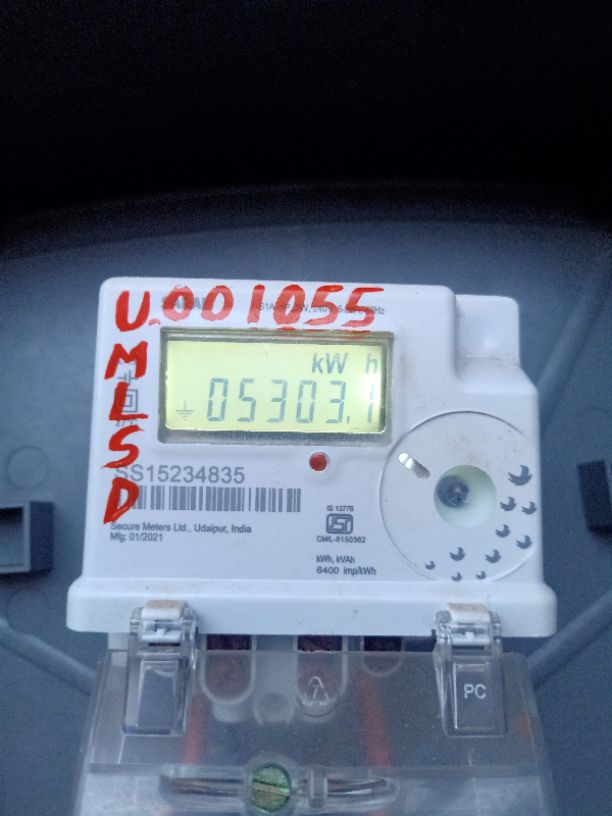 U.001055
M
L
S
D
kW h
05303.1
SS15234835
Secure Meters Ltd., Udaipur, India
Mfg: 01/2021
IS 13779
CM/L-8150362
kWh, kVAh
6400 imp/kWh
PC